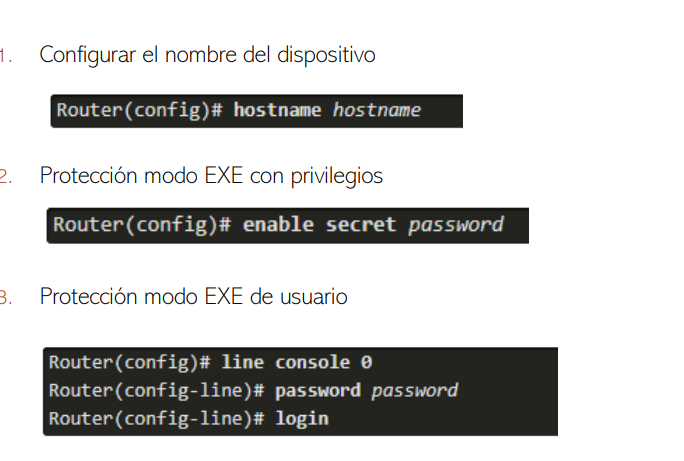 1. Configurar el nombre del dispositivo
Router(config)# hostname hostname
2. Protección modo EXE con privilegios
Router(config)# enable secret password
3. Protección modo EXE de usuario
Router(config)# line console 0
Router(config-line)# password password
Router(config-line)# login